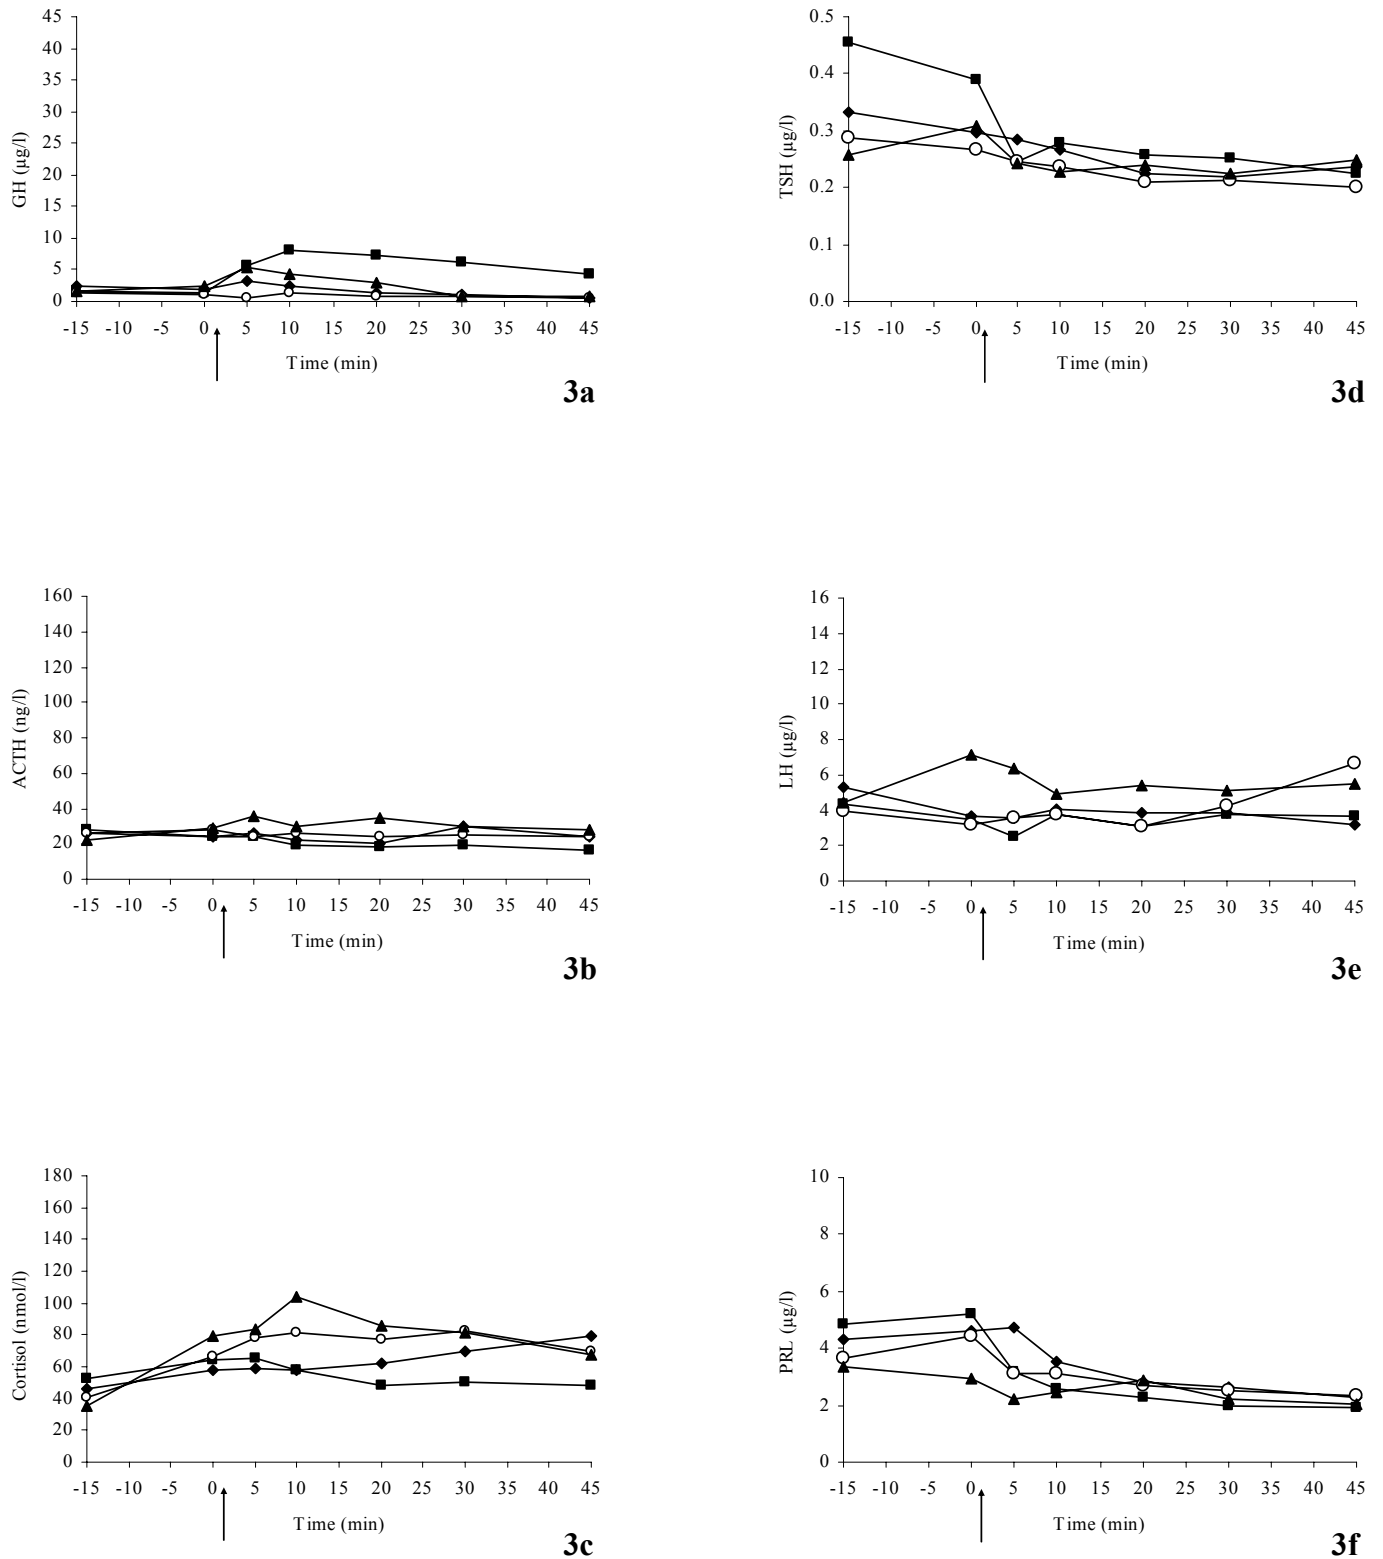 45
40
35
30
25
20
15
10
5
0
GH (µg/l)
-15 -10 -5 0 5 10 15 20 25 30 35 40 45
Time (min)
3a
0.5
0.4
0.3
0.2
0.1
0.0
TSH (µg/l)
-15 -10 -5 0 5 10 15 20 25 30 35 40 45
Time (min)
3d
160
140
120
100
80
60
40
20
0
ACTH (ng/l)
-15 -10 -5 0 5 10 15 20 25 30 35 40 45
Time (min)
3b
16
14
12
10
8
6
4
2
0
LH (µg/l)
-15 -10 -5 0 5 10 15 20 25 30 35 40 45
Time (min)
3e
180
160
140
120
100
80
60
40
20
0
Cortisol (nmol/l)
-15 -10 -5 0 5 10 15 20 25 30 35 40 45
Time (min)
3c
10
8
6
4
2
0
PRL (µg/l)
-15 -10 -5 0 5 10 15 20 25 30 35 40 45
Time (min)
3f